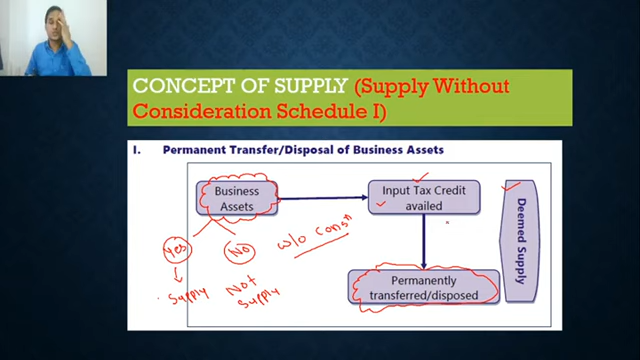 CONCEPT OF SUPPLY (Supply Without
Consideration Schedule I)
I. Permanent Transfer/Disposal of Business Assets
Business
Assets
Input Tax Credit
availed
Deemed Supply
Yes
NO
w/o Consn
Supply
Not
Supply
Permanently
transferred/disposed